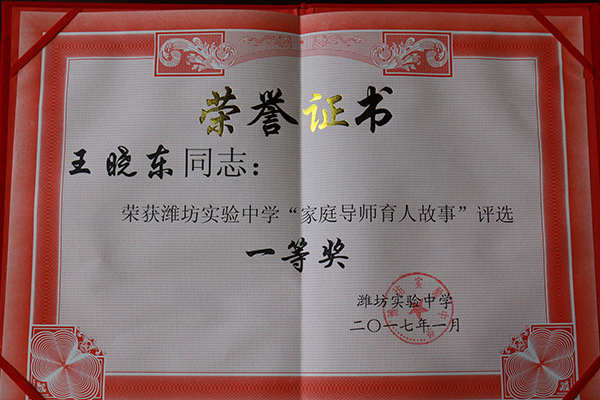 荣誉证书
王晓东同志：
荣获潍坊实验中学“家庭导师育人故事”评选
一等奖
潍坊实验中学
二〇一七年一月